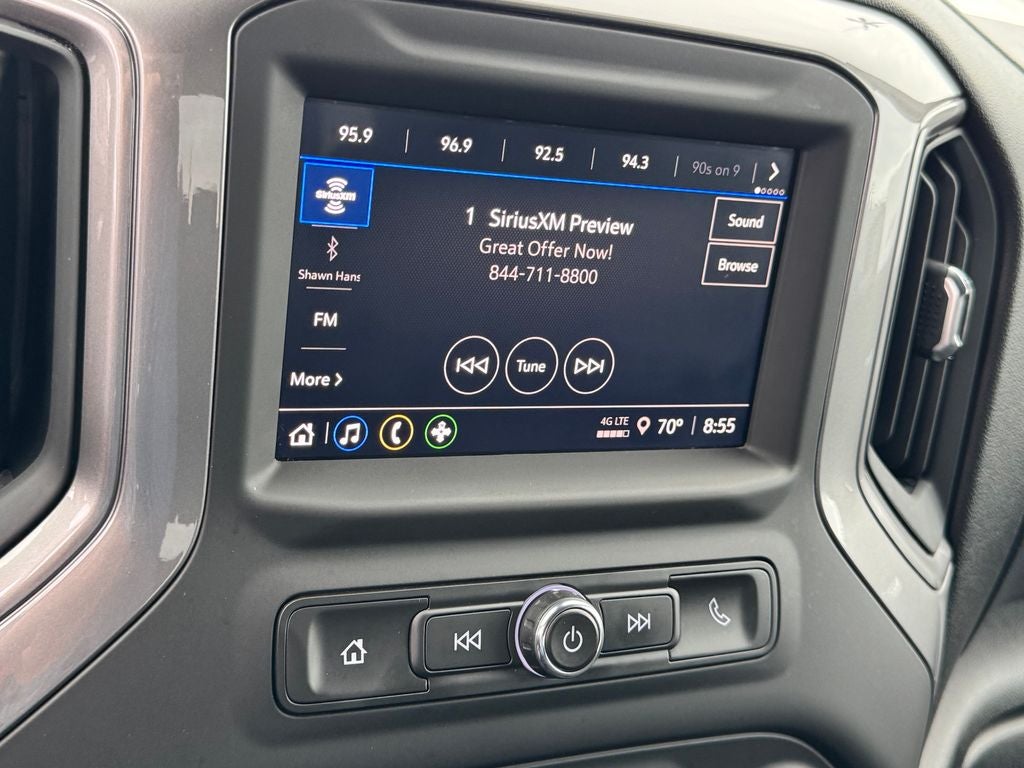 95.9 | 96.9 | 92.5 | 94.3 | 90s on 9 | >
SiriusXM
1 SiriusXM Preview
Great Offer Now!
844-711-8800
Sound
Browse
Shawn Hans
FM
More >
Tune
4G LTE
70° | 8:55